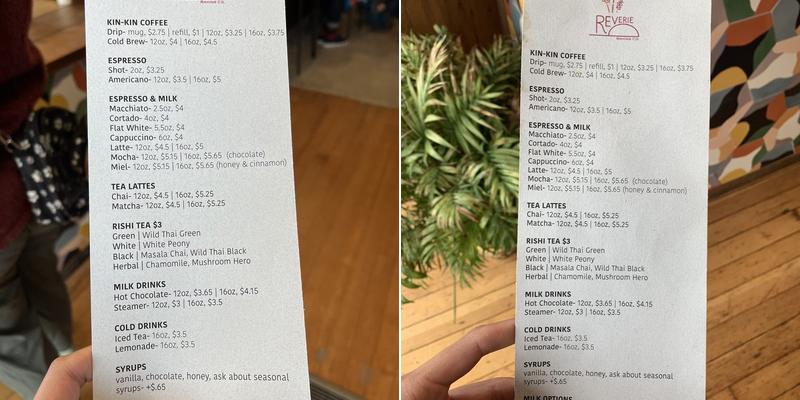 KIN-KIN COFFEE
Drip- mug, $2.75 | refill, $1 | 12oz, $3.25 | 16oz, $3.75
Cold Brew- 12oz, $4 | 16oz, $4.5
ESPRESSO
Shot- 2oz, $3.25
Americano- 12oz, $3.5 | 16oz, $5
ESPRESSO & MILK
Macchiato- 2.5oz, $4
Cortado- 4oz, $4
Flat White- 5.5oz, $4
Cappuccino- 6oz, $4
Latte- 12oz, $4.5 | 16oz, $5
Mocha- 12oz, $5.15 | 16oz, $5.65 (chocolate)
Miel- 12oz, $5.15 | 16oz, $5.65 (honey & cinnamon)
TEA LATTES
Chai- 12oz, $4.5 | 16oz, $5.25
Matcha- 12oz, $4.5 | 16oz, $5.25
RISHI TEA $3
Green | Wild Thai Green
White | White Peony
Black | Masala Chai, Wild Thai Black
Herbal | Chamomile, Mushroom Hero
MILK DRINKS
Hot Chocolate- 12oz, $3.65 | 16oz, $4.15
Steamer- 12oz, $3 | 16oz, $3.5
COLD DRINKS
Iced Tea- 16oz, $3.5
Lemonade- 16oz, $3.5
SYRUPS
vanilla, chocolate, honey, ask about seasonal
syrups- +$.65
REVERIE
KIN-KIN COFFEE
Drip- mug, $2.75 | refill, $1 | 12oz, $3.25 | 16oz, $3.75
Cold Brew- 12oz, $4 | 16oz, $4.5
ESPRESSO
Shot- 2oz, $3.25
Americano- 12oz, $3.5 | 16oz, $5
ESPRESSO & MILK
Macchiato- 2.5oz, $4
Cortado- 4oz, $4
Flat White- 5.5oz, $4
Cappuccino- 6oz, $4
Latte- 12oz, $4.5 | 16oz, $5
Mocha- 12oz, $5.15 | 16oz, $5.65 (chocolate)
Miel- 12oz, $5.15 | 16oz, $5.65 (honey & cinnamon)
TEA LATTES
Chai- 12oz, $4.5 | 16oz, $5.25
Matcha- 12oz, $4.5 | 16oz, $5.25
RISHI TEA $3
Green | Wild Thai Green
White | White Peony
Black | Masala Chai, Wild Thai Black
Herbal | Chamomile, Mushroom Hero
MILK DRINKS
Hot Chocolate- 12oz, $3.65 | 16oz, $4.15
Steamer- 12oz, $3 | 16oz, $3.5
COLD DRINKS
Iced Tea- 16oz, $3.5
Lemonade- 16oz, $3.5
SYRUPS
vanilla, chocolate, honey, ask about seasonal
syrups- +$.65
MILK OPTIONS